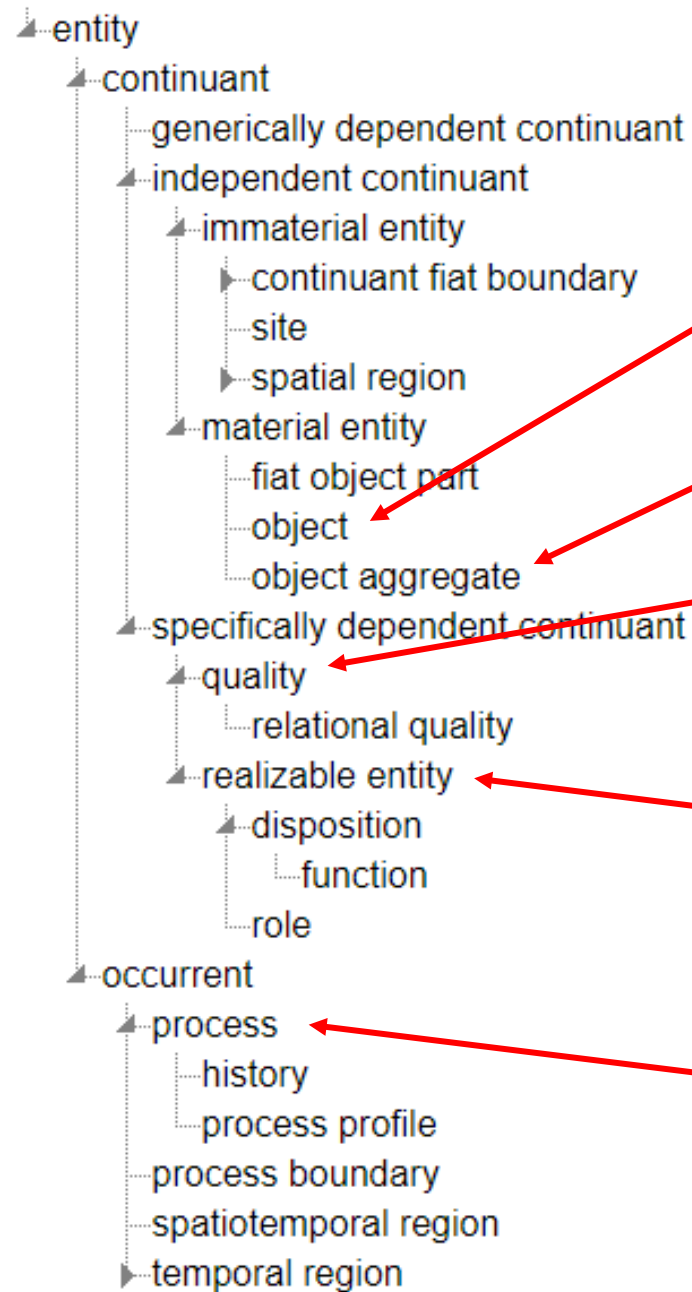 entity
continuant
generically dependent continuant
independent continuant
immaterial entity
continuant fiat boundary
site
spatial region
material entity
fiat object part
object
object aggregate
specifically dependent continuant
quality
relational quality
realizable entity
disposition
function
role
occurrent
process
history
process profile
process boundary
spatiotemporal region
temporal region